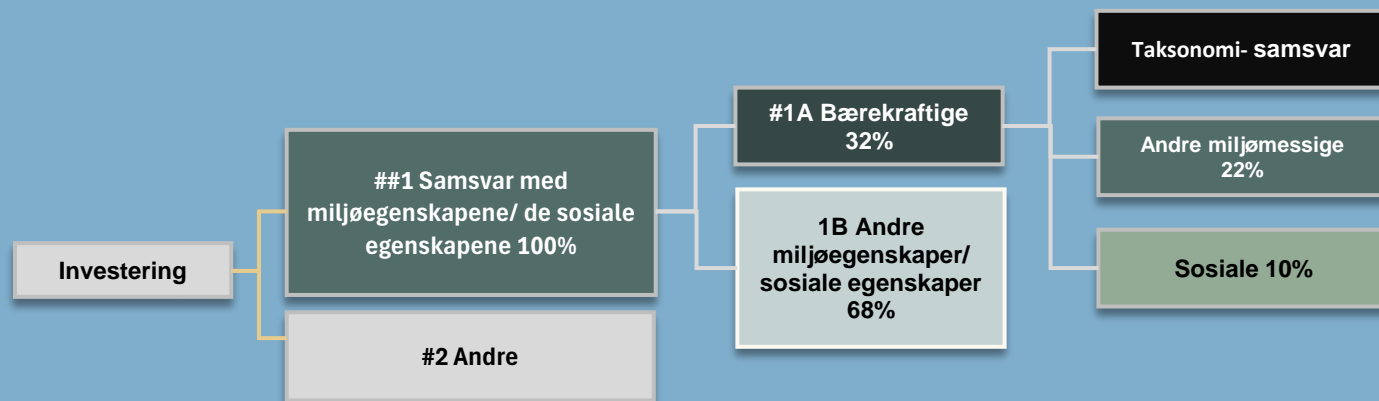 Investering
##1 Samsvar med
miljøegenskapene/ de sosiale
egenskapene 100%
#2 Andre
#1A Bærekraftige
32%
1B Andre
miljøegenskaper/
sosiale egenskaper
68%
Taksonomi- samsvar
Andre miljømessige
22%
Sosiale 10%